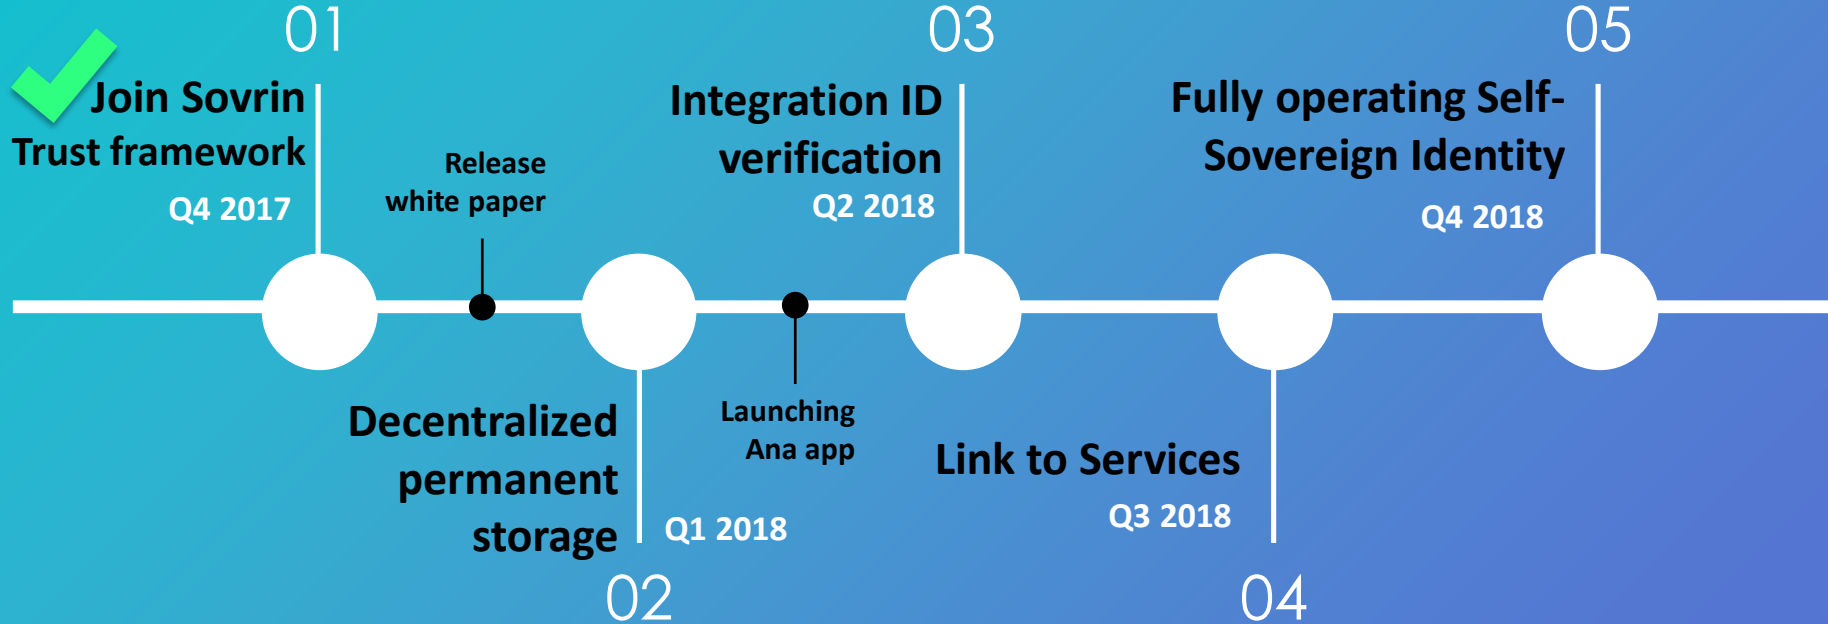 01
Join Sovrin
Trust framework
Q4 2017
Release
white paper
Decentralized
permanent
storage
Q1 2018
02
Launching
Ana app
03
Integration ID
verification
Q2 2018
Link to Services
Q3 2018
04
05
Fully operating Self-
Sovereign Identity
Q4 2018